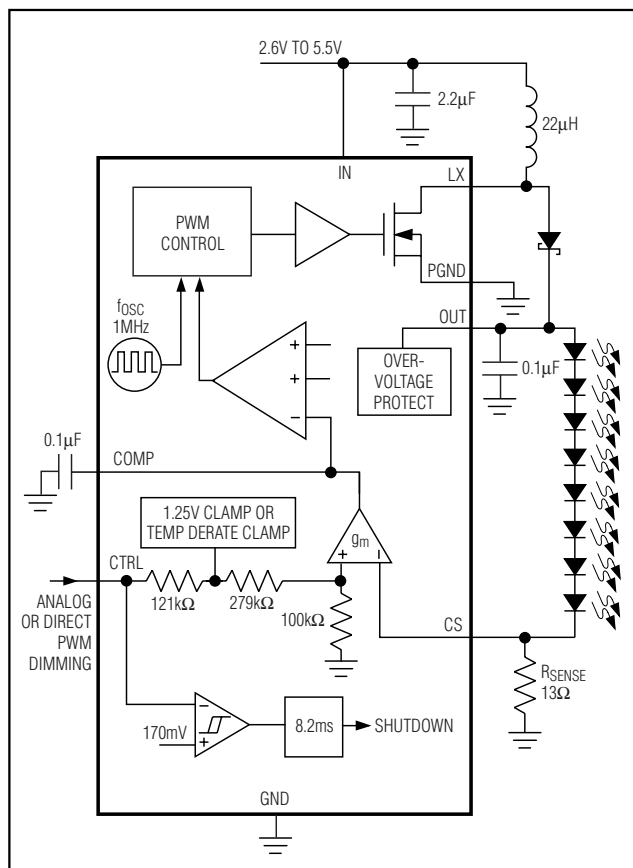 2.6V TO 5.5V
2.2μF
22μH
IN
LX
PWM
CONTROL
PGND
fOSC
1MHz
OUT
OVER-
VOLTAGE
PROTECT
0.1μF
+
+
−
0.1μF
COMP
1.25V CLAMP OR
TEMP DERATE CLAMP
gm
+
−
CTRL
121kΩ
279kΩ
100kΩ
CS
ANALOG
OR DIRECT
PWM
DIMMING
RSENSE
13Ω
−
+
170mV
8.2ms
SHUTDOWN
GND